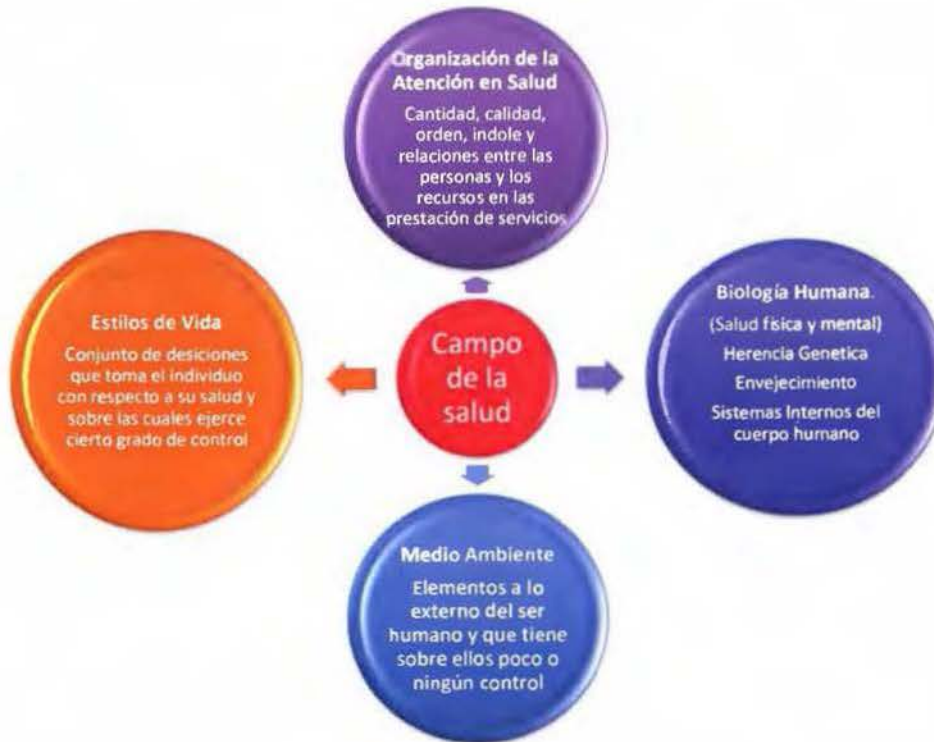 Organización de la
Atención en Salud
Cantidad, calidad,
orden, indole y
relaciones entre las
personas y los
recursos en las
prestación de servicios
Estilos de Vida
Conjunto de desiciones
que toma el individuo
con respecto a su salud y
sobre las cuales ejerce
cierto grado de control
Campo
de la
salud
Biología Humana.
(Salud física y mental)
Herencia Genetica
Envejecimiento
Sistemas Internos del
cuerpo humano
Medio Ambiente
Elementos a lo
externo del ser
humano y que tiene
sobre ellos poco o
ningún control